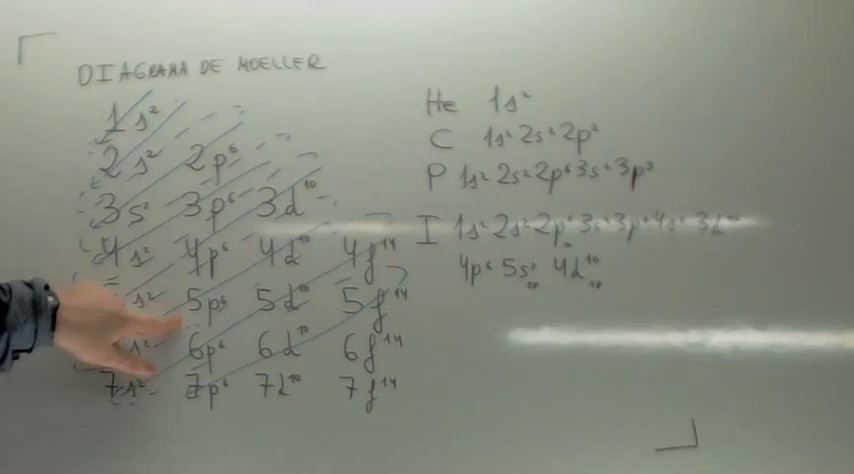 DIAGRAMA DE MOELLER
1s²
2s² 2p⁶
3s² 3p⁶ 3d¹⁰
4s² 4p⁶ 4d¹⁰ 4f¹⁴
s² 5p⁶ 5d¹⁰ 5f¹⁴
s² 6p⁶ 6d¹⁰ 6f¹⁴
7s² 7p⁶ 7d¹⁰ 7f¹⁴
He 1s²
C 1s² 2s² 2p²
P 1s² 2s² 2p⁶ 3s² 3p³
I 1s² 2s² 2p⁶ 3s² 3p⁶ 4s² 3d¹⁰
4p⁶ 5s² 4d¹⁰